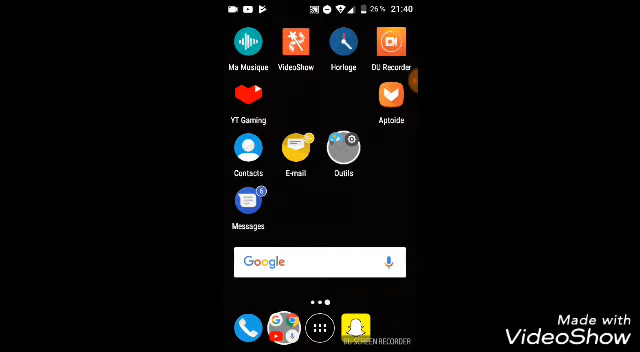 26 % 21:40
Ma Musique VideoShow Horloge DU Recorder
YT Gaming Aptoide
Contacts E-mail Outils
6
Messages
Google
G
DU SCREEN RECORDER
Made with
VideoShow